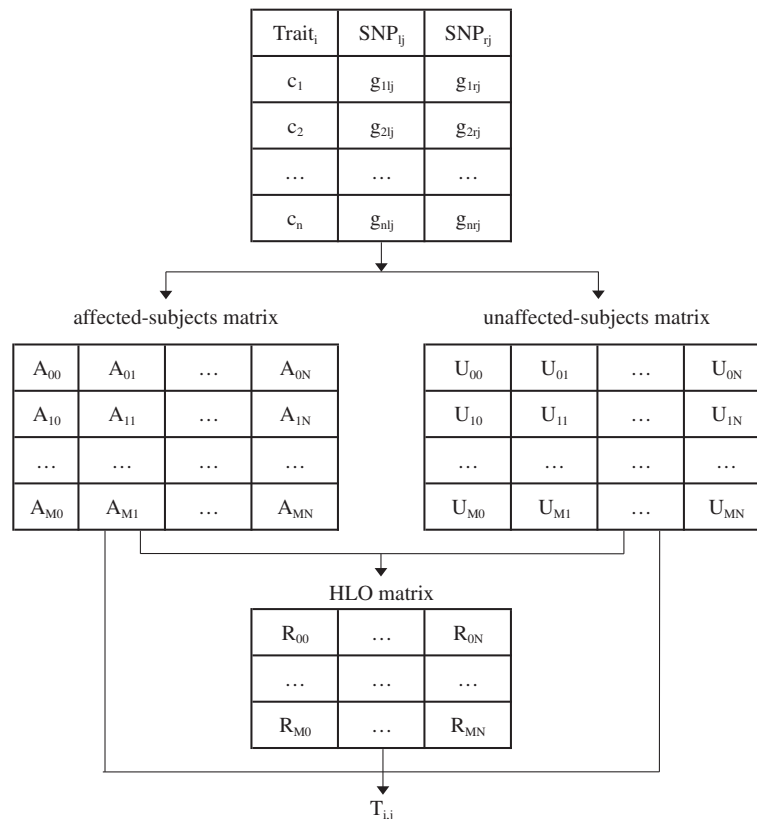 Trait_i SNP_lj SNP_rj
c_1 g_1lj g_1rj
c_2 g_2lj g_2rj
… … …
c_n g_nlj g_nrj
affected-subjects matrix unaffected-subjects matrix
A_00 A_01 … A_0N U_00 U_01 … U_0N
A_10 A_11 … A_1N U_10 U_11 … U_1N
… … … … … … … …
A_M0 A_M1 … A_MN U_M0 U_M1 … U_MN
HLO matrix
R_00 … R_0N
… … …
R_M0 … R_MN
T_i,j